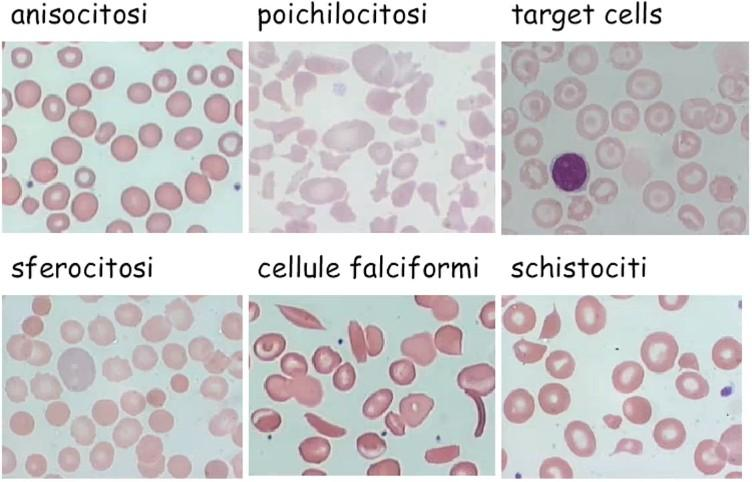 anisocitosi
poichilocitosi
target cells
sferocitosi
cellule falciformi
schistociti